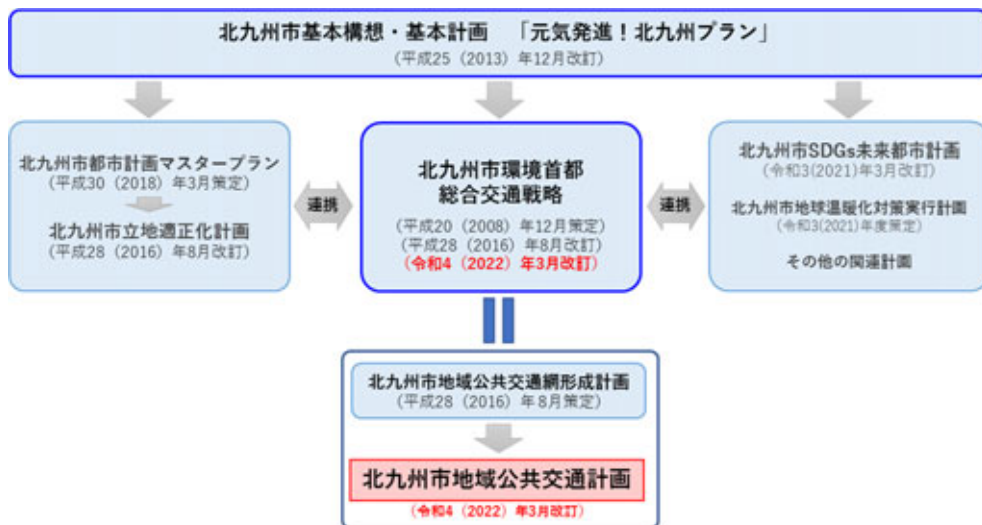 北九州市基本構想・基本計画 「元気発進！北九州プラン」
（平成25（2013）年12月改訂）
北九州市都市計画マスタープラン
（平成30（2018）年3月策定）
北九州市立地適正化計画
（平成28（2016）年8月改訂）
連携
北九州市環境首都
総合交通戦略
（平成20（2008）年12月策定）
（平成28（2016）年8月改訂）
（令和4（2022）年3月改訂）
連携
北九州市SDGs未来都市計画
（令和3(2021)年3月改訂）
北九州市地球温暖化対策実行計画
（令和3(2021)年度策定）
その他の関連計画
北九州市地域公共交通網形成計画
（平成28（2016）年8月策定）
北九州市地域公共交通計画
（令和4（2022）年3月改訂）